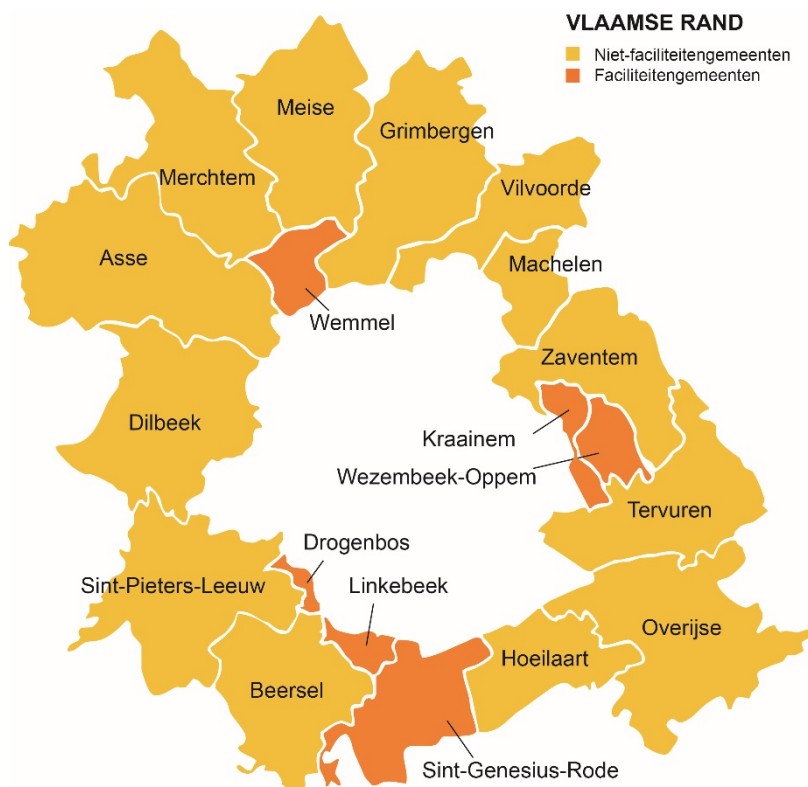 VLAAMSE RAND
Niet-faciliteitengemeenten
Faciliteitengemeenten
Meise
Grimbergen
Merchtem
Vilvoorde
Asse
Machelen
Wemmel
Zaventem
Dilbeek
Kraainem
Wezembeek-Oppem
Tervuren
Drogenbos
Sint-Pieters-Leeuw
Linkebeek
Overijse
Hoeilaart
Beersel
Sint-Genesius-Rode